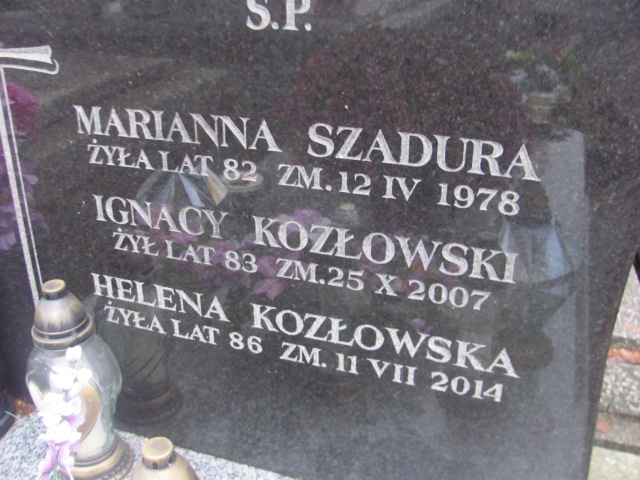 Ś.P.
MARIANNA SZADURA
ŻYŁA LAT 82 ZM. 12 IV 1978
IGNACY KOZŁOWSKI
ŻYŁ LAT 83 ZM. 25 X 2007
HELENA KOZŁOWSKA
ŻYŁA LAT 86 ZM. 11 VII 2014